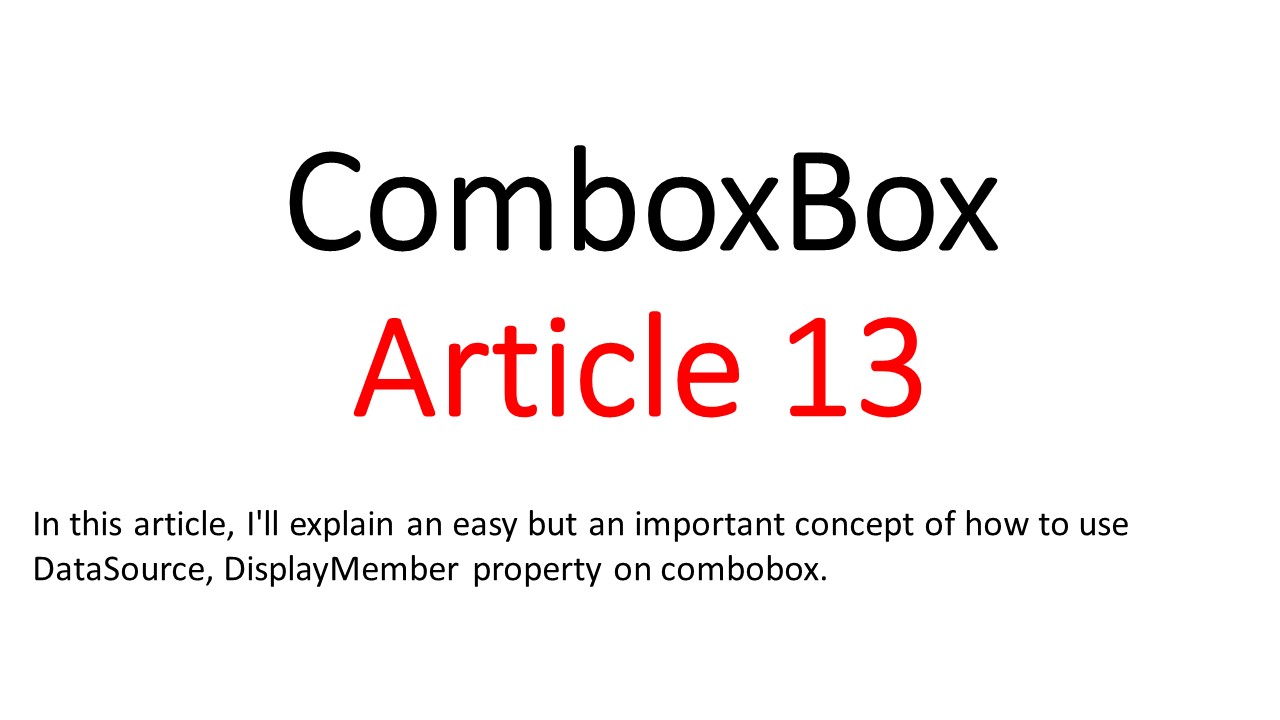 ComboxBox
Article 13
In this article, I'll explain an easy but an important concept of how to use
DataSource, DisplayMember property on combobox.